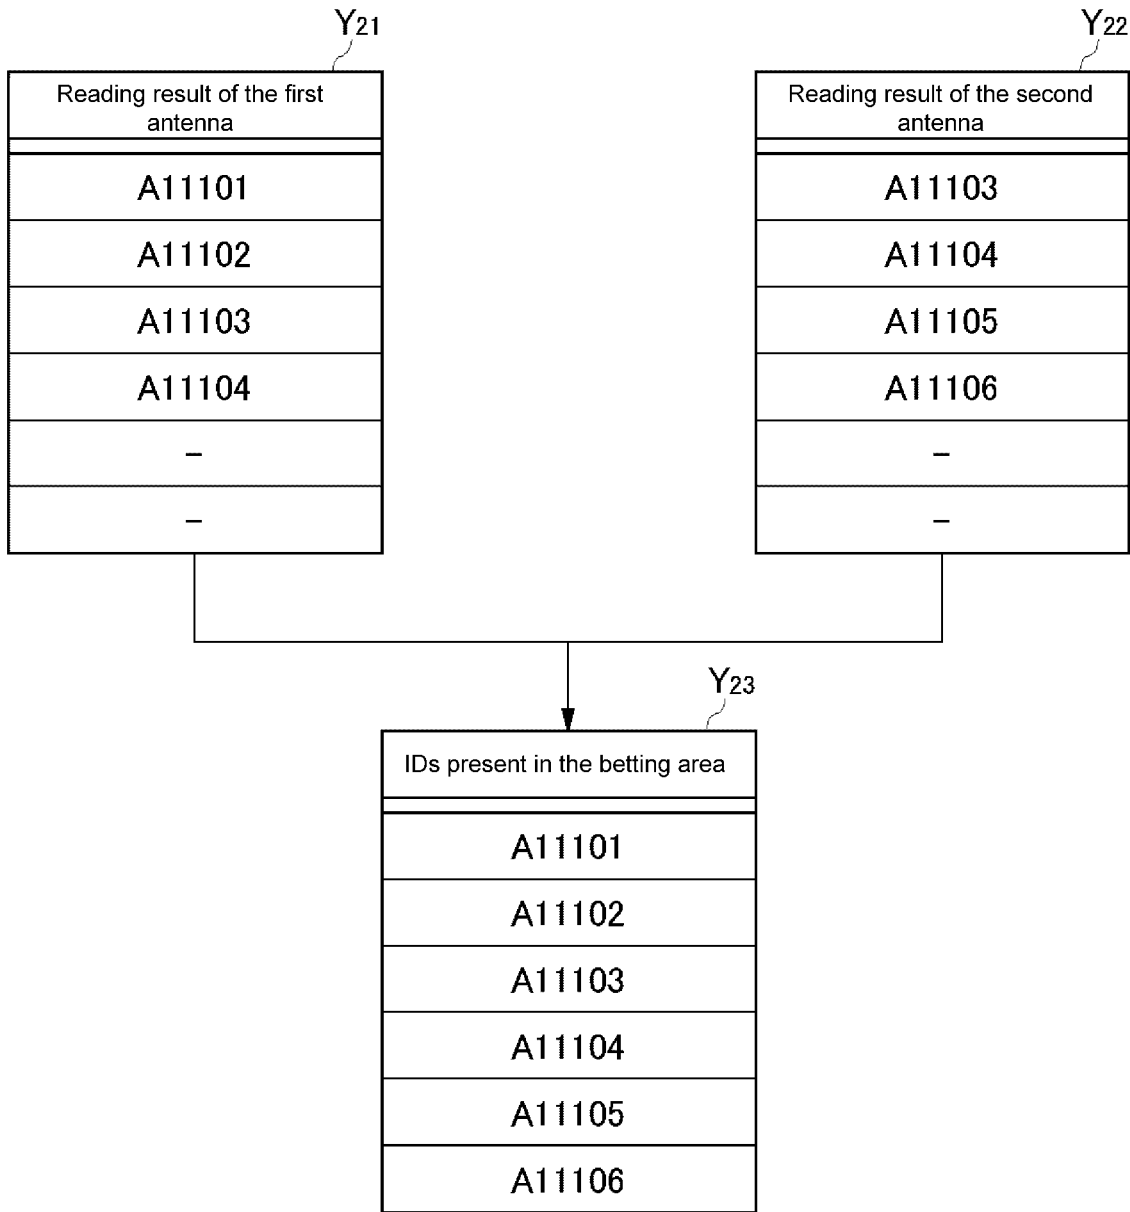 Y21
Reading result of the first
antenna
A11101
A11102
A11103
A11104
–
–
Y22
Reading result of the second
antenna
A11103
A11104
A11105
A11106
–
–
Y23
IDs present in the betting area
A11101
A11102
A11103
A11104
A11105
A11106